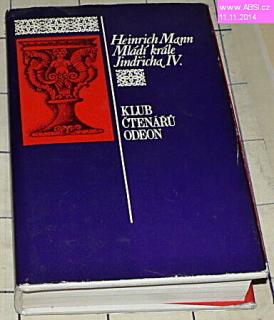 www.ABSi.cz
11.11.2014
Heinrich Mann
Mládí krále
Jindřicha IV.
KLUB
ČTENÁŘŮ
ODEON